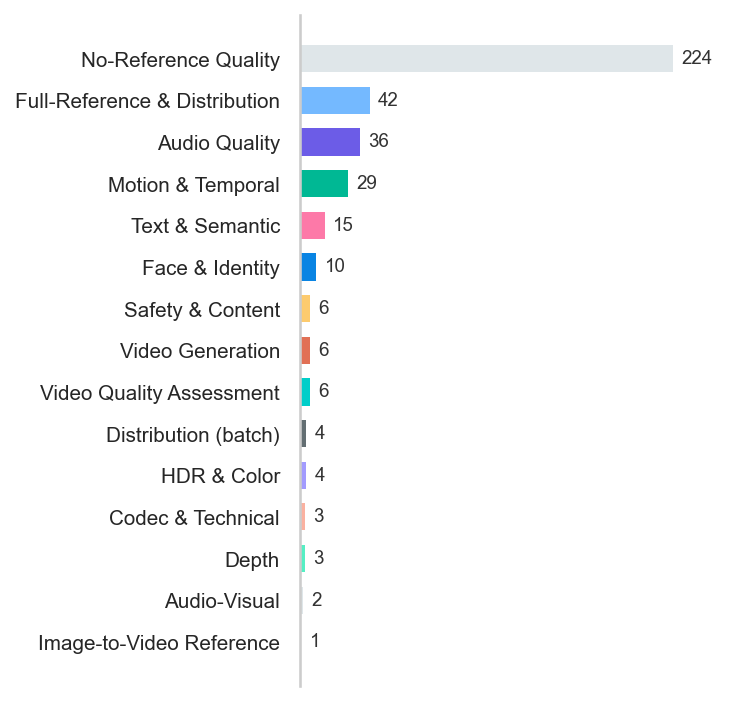 No-Reference Quality 224
Full-Reference & Distribution 42
Audio Quality 36
Motion & Temporal 29
Text & Semantic 15
Face & Identity 10
Safety & Content 6
Video Generation 6
Video Quality Assessment 6
Distribution (batch) 4
HDR & Color 4
Codec & Technical 3
Depth 3
Audio-Visual 2
Image-to-Video Reference 1